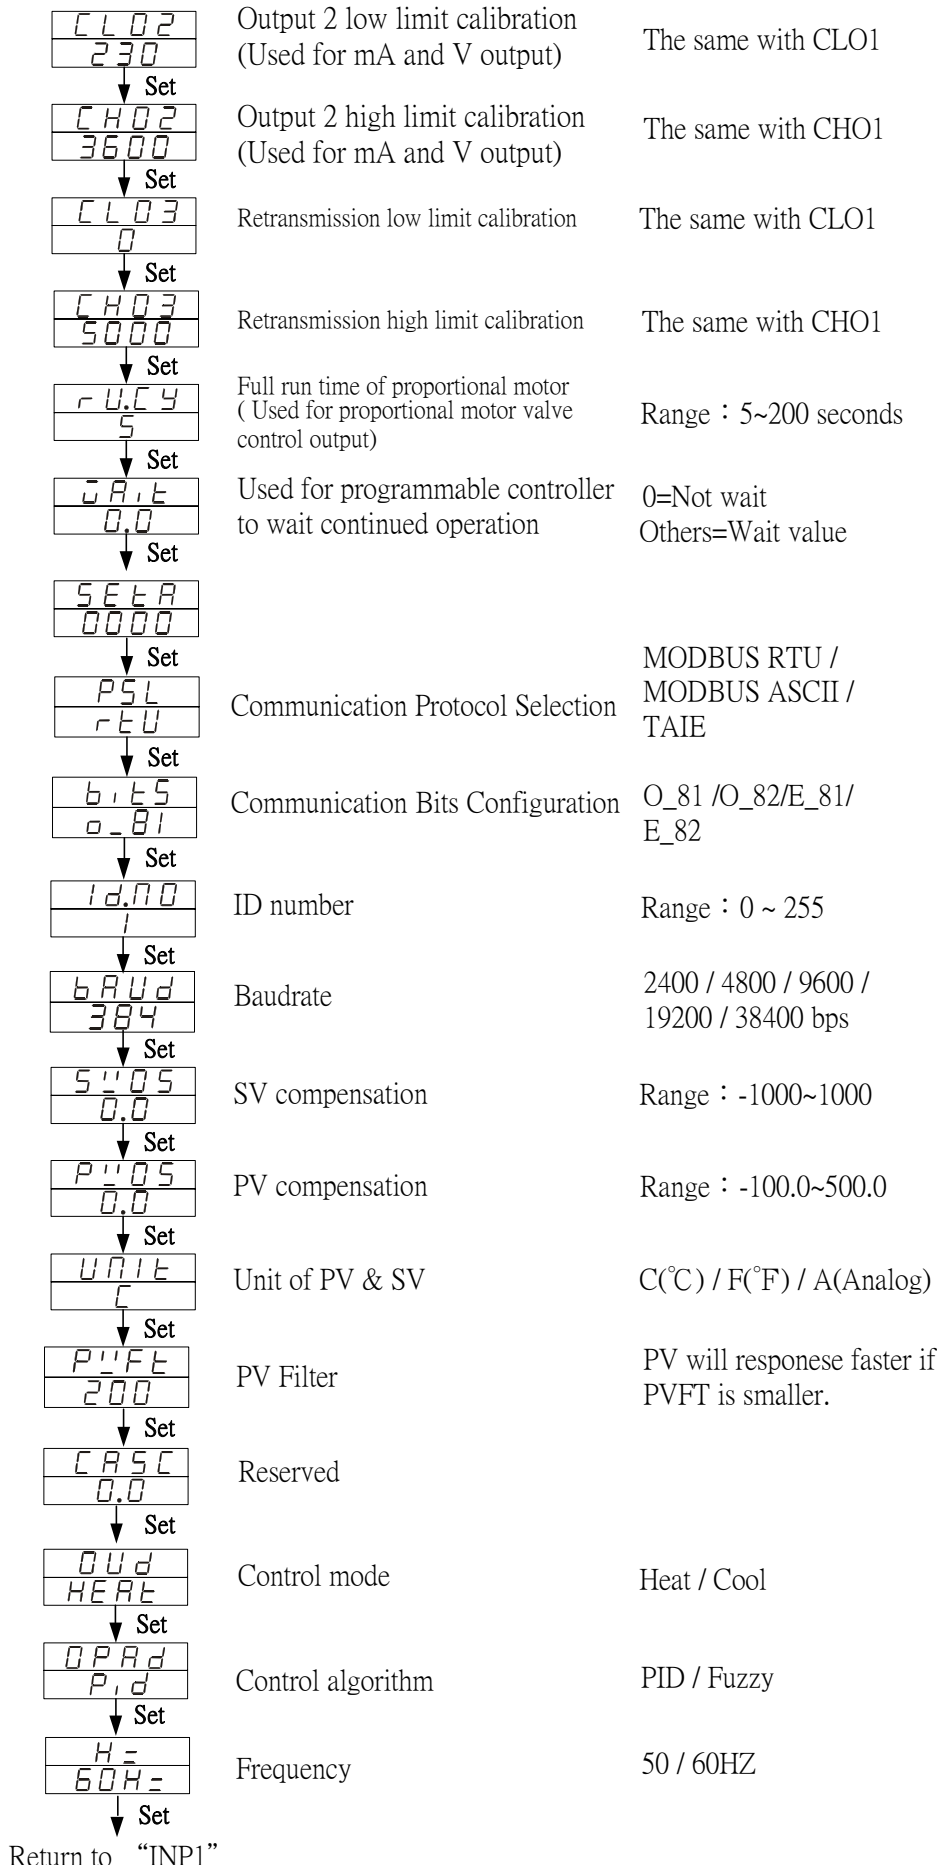 CLO2
230
Output 2 low limit calibration
(Used for mA and V output)
The same with CLO1
Set
CHO2
3600
Output 2 high limit calibration
(Used for mA and V output)
The same with CHO1
Set
CLO3
0
Retransmission low limit calibration
The same with CLO1
Set
CHO3
5000
Retransmission high limit calibration
The same with CHO1
Set
rU.CY
5
Full run time of proportional motor
( Used for proportional motor valve
control output)
Range：5~200 seconds
Set
WAit
0.0
Used for programmable controller
to wait continued operation
0=Not wait
Others=Wait value
Set
SEtA
0000
Set
PSL
rtU
Communication Protocol Selection
MODBUS RTU /
MODBUS ASCII /
TAIE
Set
bitS
o_81
Communication Bits Configuration
O_81 /O_82/E_81/
E_82
Set
Id.NO
1
ID number
Range：0 ~ 255
Set
bAUd
384
Baudrate
2400 / 4800 / 9600 /
19200 / 38400 bps
Set
SVOS
0.0
SV compensation
Range：-1000~1000
Set
PVOS
0.0
PV compensation
Range：-100.0~500.0
Set
UNIt
C
Unit of PV & SV
C(℃) / F(℉) / A(Analog)
Set
PVFt
200
PV Filter
PV will responese faster if
PVFT is smaller.
Set
CASC
0.0
Reserved
Set
OUd
HEAt
Control mode
Heat / Cool
Set
OPAd
Pid
Control algorithm
PID / Fuzzy
Set
HZ
60HZ
Frequency
50 / 60HZ
Set
Return to “INP1”